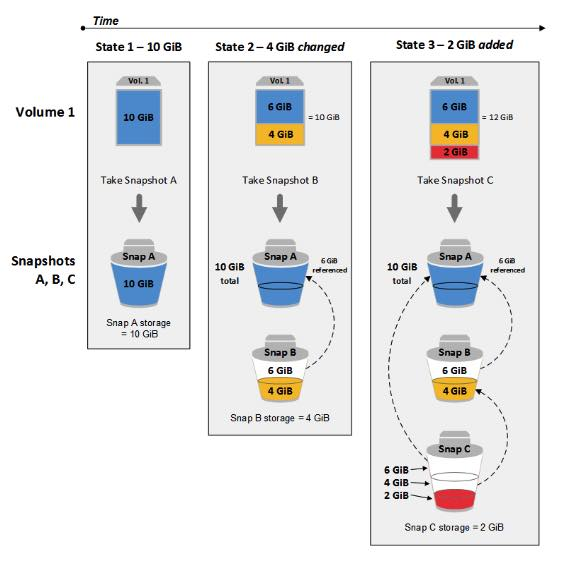 Time
State 1 – 10 GiB
State 2 – 4 GiB changed
State 3 – 2 GiB added
Volume 1
Vol. 1
10 GiB
Vol. 1
6 GiB
4 GiB
= 10 GiB
Vol. 1
6 GiB
4 GiB
2 GiB
= 12 GiB
Take Snapshot A
Take Snapshot B
Take Snapshot C
Snapshots
A, B, C
Snap A
10 GiB
Snap A storage
= 10 GiB
10 GiB
total
Snap A
6 GiB
referenced
Snap B
6 GiB
4 GiB
Snap B storage = 4 GiB
10 GiB
total
Snap A
6 GiB
referenced
Snap B
6 GiB
4 GiB
Snap C
6 GiB
4 GiB
2 GiB
Snap C storage = 2 GiB